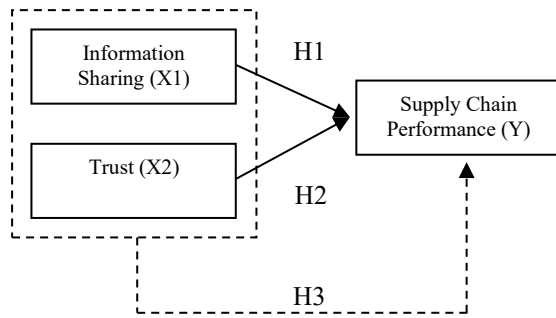 Information
Sharing (X1)
H1
Supply Chain
Performance (Y)
Trust (X2)
H2
H3